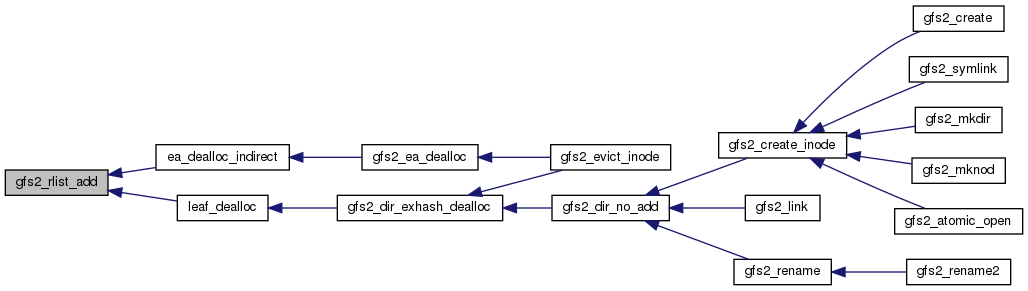 gfs2_rlist_add
ea_dealloc_indirect
leaf_dealloc
gfs2_ea_dealloc
gfs2_dir_exhash_dealloc
gfs2_evict_inode
gfs2_dir_no_add
gfs2_create_inode
gfs2_link
gfs2_rename
gfs2_create
gfs2_symlink
gfs2_mkdir
gfs2_mknod
gfs2_atomic_open
gfs2_rename2